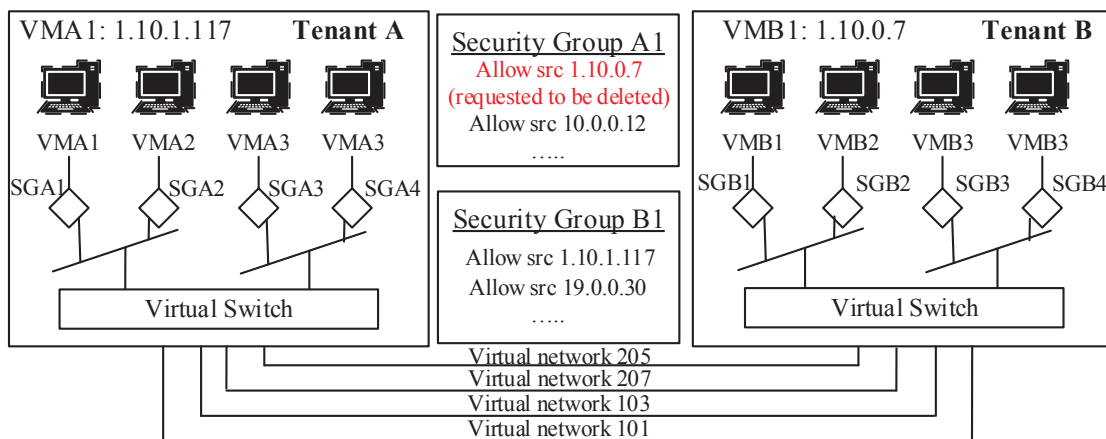 VMA1: 1.10.1.117 Tenant A
VMA1 VMA2 VMA3 VMA3
SGA1 SGA2 SGA3 SGA4
Virtual Switch
Security Group A1
Allow src 1.10.0.7
(requested to be deleted)
Allow src 10.0.0.12
.....
Security Group B1
Allow src 1.10.1.117
Allow src 19.0.0.30
.....
VMB1: 1.10.0.7 Tenant B
VMB1 VMB2 VMB3 VMB3
SGB1 SGB2 SGB3 SGB4
Virtual Switch
Virtual network 205
Virtual network 207
Virtual network 103
Virtual network 101